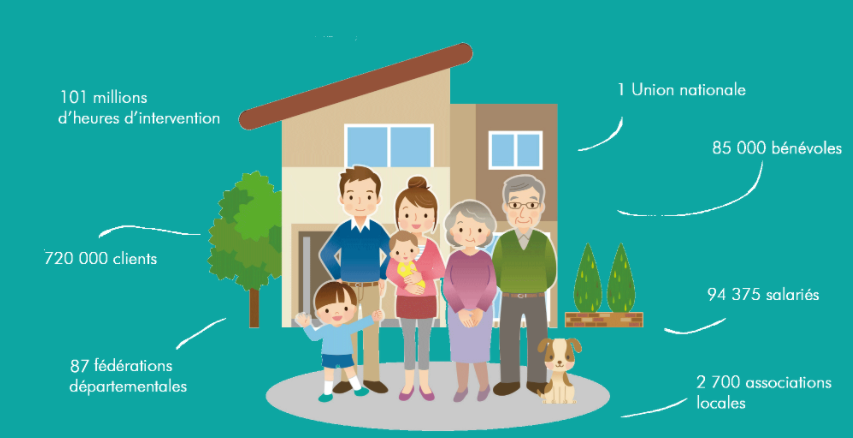 101 millions
d'heures d'intervention
720 000 clients
87 fédérations
départementales
1 Union nationale
85 000 bénévoles
94 375 salariés
2 700 associations
locales